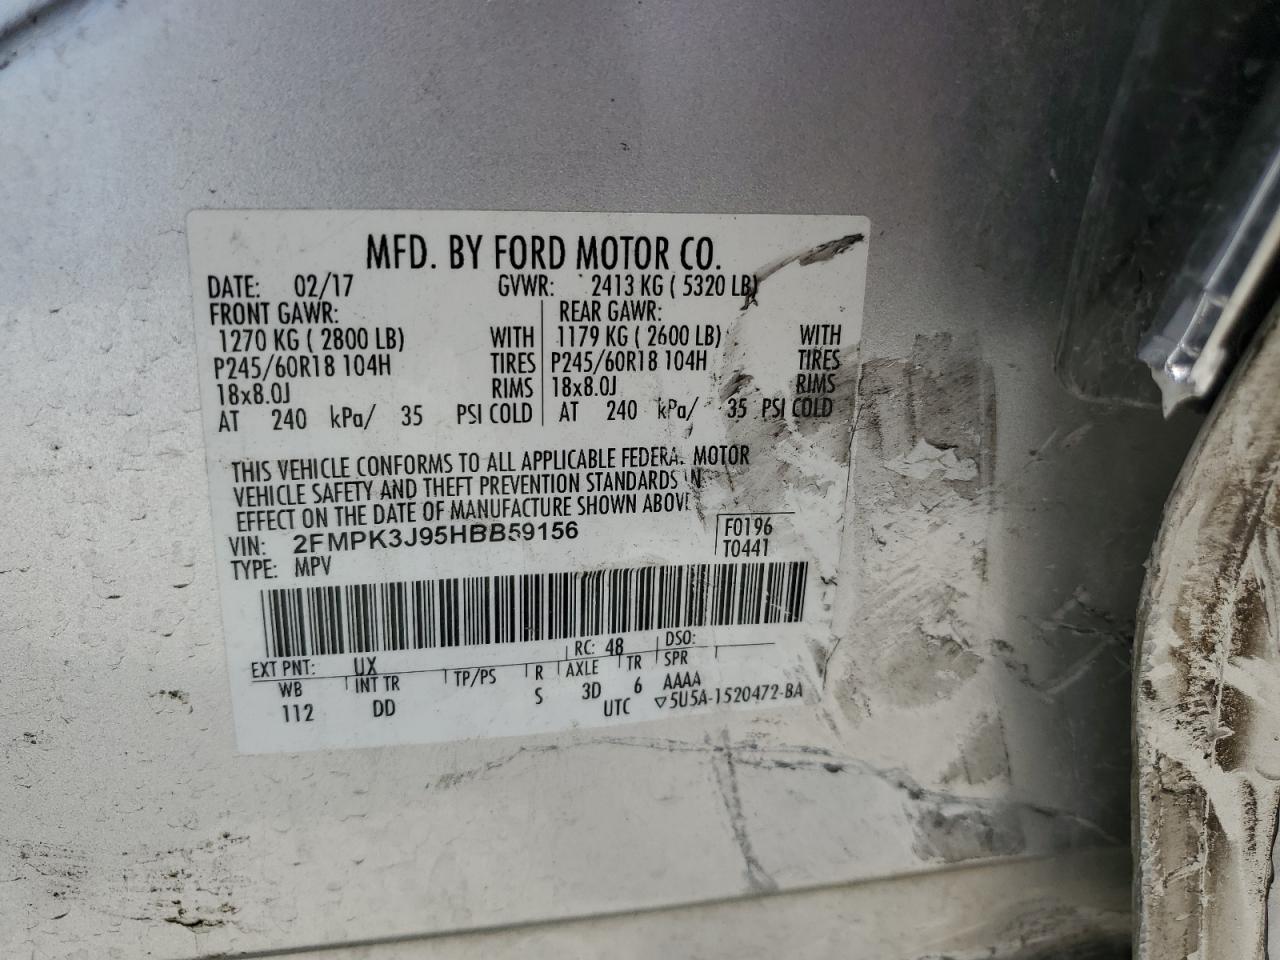 MFD. BY FORD MOTOR CO.
DATE: 02/17 GVWR: 2413 KG ( 5320 LB)
FRONT GAWR: REAR GAWR:
1270 KG ( 2800 LB) WITH 1179 KG ( 2600 LB) WITH
P245/60R18 104H TIRES P245/60R18 104H TIRES
18x8.0J RIMS 18x8.0J RIMS
AT 240 kPa/ 35 PSI COLD AT 240 kPa/ 35 PSI COLD
THIS VEHICLE CONFORMS TO ALL APPLICABLE FEDERAL MOTOR
VEHICLE SAFETY AND THEFT PREVENTION STANDARDS IN
EFFECT ON THE DATE OF MANUFACTURE SHOWN ABOVE
VIN: 2FMPK3J95HBB59156 F0196
TYPE: MPV T0441
EXT PNT: UX RC: 48 DSO:
WB INT TR TP/PS R AXLE TR SPR
112 DD S 3D 6 AAAA
UTC ▽5U5A-1520472-BA